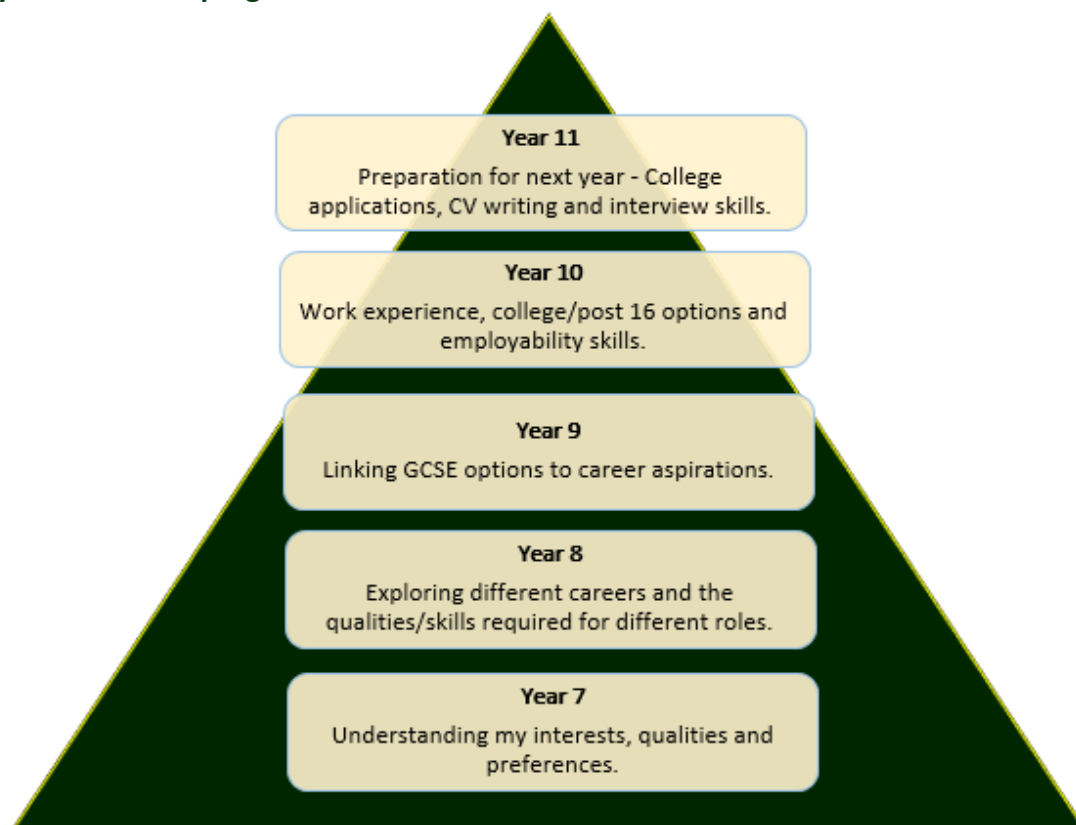 Year 11
Preparation for next year - College
applications, CV writing and interview skills.
Year 10
Work experience, college/post 16 options and
employability skills.
Year 9
Linking GCSE options to career aspirations.
Year 8
Exploring different careers and the
qualities/skills required for different roles.
Year 7
Understanding my interests, qualities and
preferences.